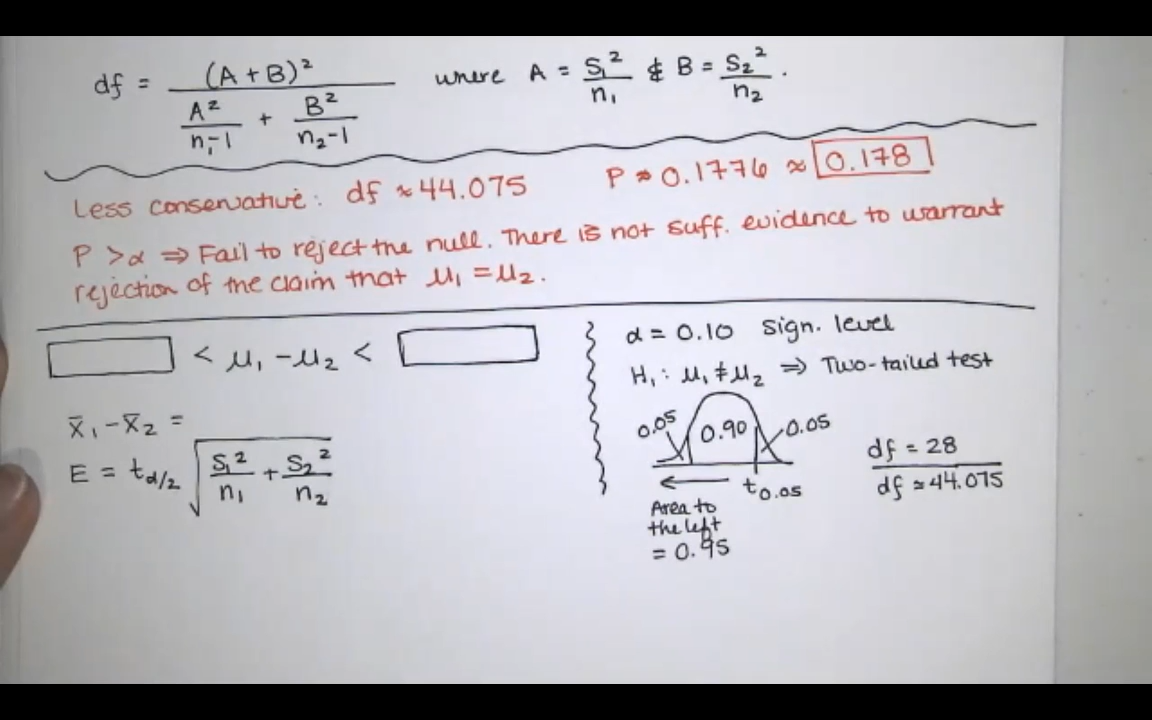 df = (A+B)² / (A²/(n₁-1) + B²/(n₂-1)) where A = S₁²/n₁ & B = S₂²/n₂.
Less conservative: df ≈ 44.075 P ≈ 0.1776 ≈ 0.178
P > α ⇒ Fail to reject the null. There is not suff. evidence to warrant
rejection of the claim that μ₁ = μ₂.
< μ₁ - μ₂ <
x̄₁ - x̄₂ =
E = t_α/2 √(S₁²/n₁ + S₂²/n₂)
α = 0.10 sign. level
H₁: μ₁ ≠ μ₂ ⇒ Two-tailed test
0.05 0.90 0.05
t₀.₀₅
Area to
the left
= 0.95
df = 28
df ≈ 44.075